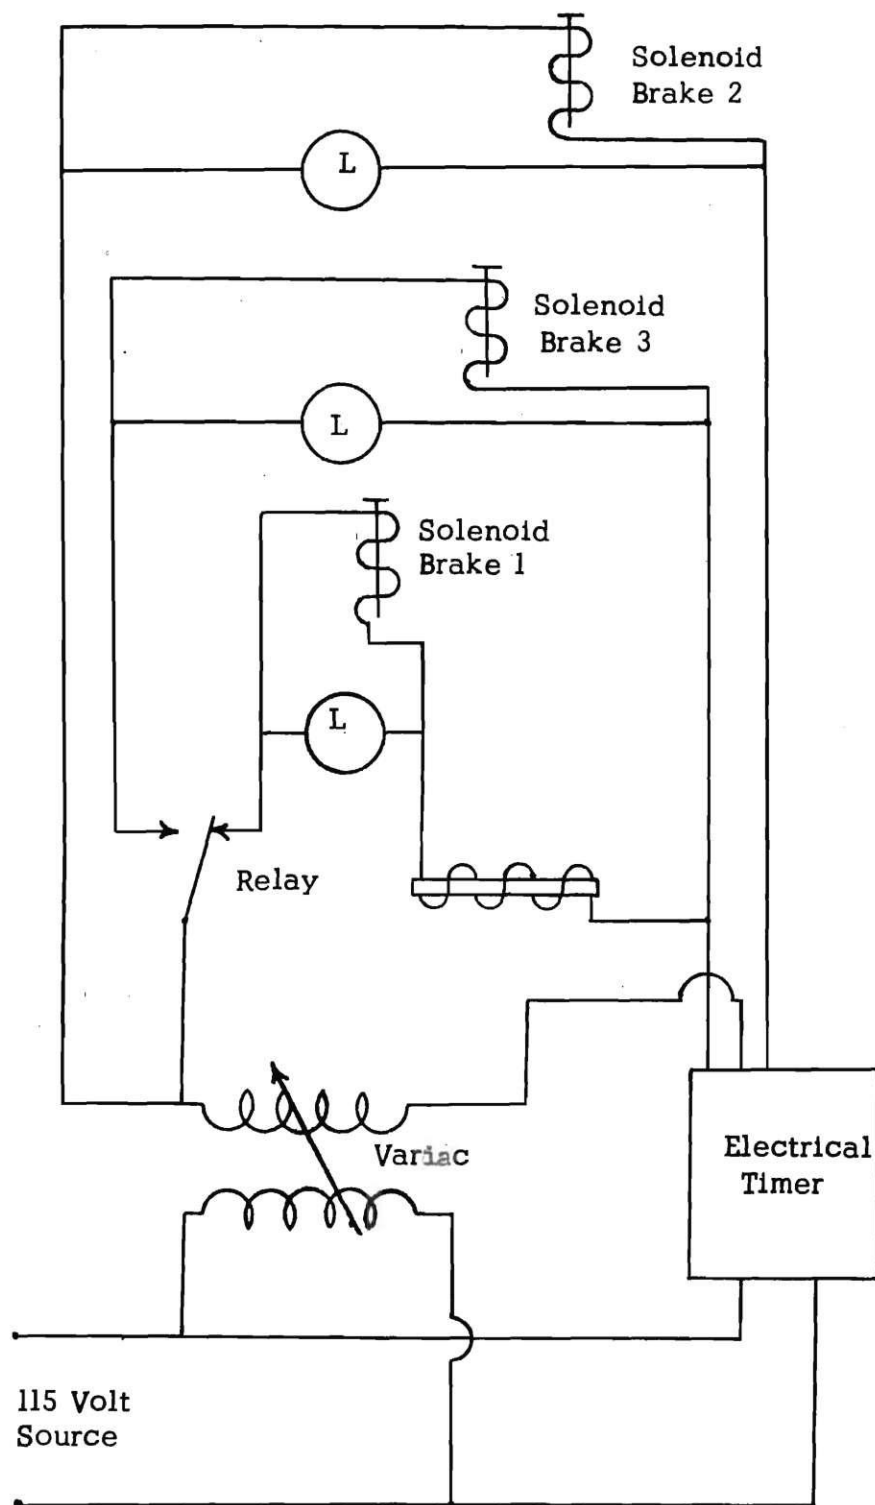 Solenoid
Brake 2
L
Solenoid
Brake 3
L
Solenoid
Brake 1
L
Relay
Variac
Electrical
Timer
115 Volt
Source